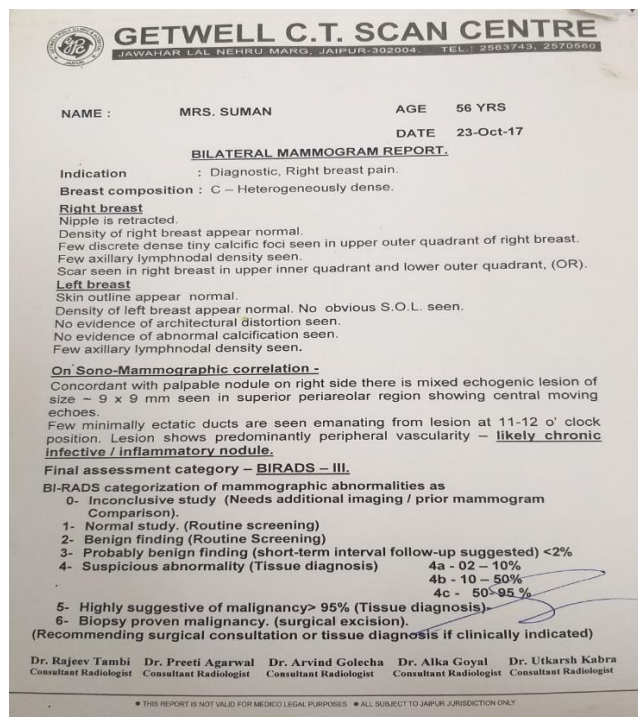 GETWELL C.T. SCAN CENTRE
JAWAHAR LAL NEHRU MARG, JAIPUR-302004. TEL.: 2563743, 2570560
NAME : MRS. SUMAN AGE 56 YRS
DATE 23-Oct-17
BILATERAL MAMMOGRAM REPORT.
Indication : Diagnostic, Right breast pain.
Breast composition : C – Heterogeneously dense.
Right breast
Nipple is retracted.
Density of right breast appear normal.
Few discrete dense tiny calcific foci seen in upper outer quadrant of right breast.
Few axillary lymphnodal density seen.
Scar seen in right breast in upper inner quadrant and lower outer quadrant, (OR).
Left breast
Skin outline appear normal.
Density of left breast appear normal. No obvious S.O.L. seen.
No evidence of architectural distortion seen.
No evidence of abnormal calcification seen.
Few axillary lymphnodal density seen.
On Sono-Mammographic correlation -
Concordant with palpable nodule on right side there is mixed echogenic lesion of
size ~ 9 x 9 mm seen in superior periareolar region showing central moving
echoes.
Few minimally ectatic ducts are seen emanating from lesion at 11-12 o' clock
position. Lesion shows predominantly peripheral vascularity – likely chronic
infective / inflammatory nodule.
Final assessment category – BIRADS – III.
BI-RADS categorization of mammographic abnormalities as
0- Inconclusive study (Needs additional imaging / prior mammogram
Comparison).
1- Normal study. (Routine screening)
2- Benign finding (Routine Screening)
3- Probably benign finding (short-term interval follow-up suggested) <2%
4- Suspicious abnormality (Tissue diagnosis) 4a - 02 – 10%
4b - 10 – 50%
4c - 50-95 %
5- Highly suggestive of malignancy> 95% (Tissue diagnosis)-
6- Biopsy proven malignancy. (surgical excision).
(Recommending surgical consultation or tissue diagnosis if clinically indicated)
Dr. Rajeev Tambi Dr. Preeti Agarwal Dr. Arvind Golecha Dr. Alka Goyal Dr. Utkarsh Kabra
Consultant Radiologist Consultant Radiologist Consultant Radiologist Consultant Radiologist Consultant Radiologist
● THIS REPORT IS NOT VALID FOR MEDICO LEGAL PURPOSES ● ALL SUBJECT TO JAIPUR JURISDICTION ONLY